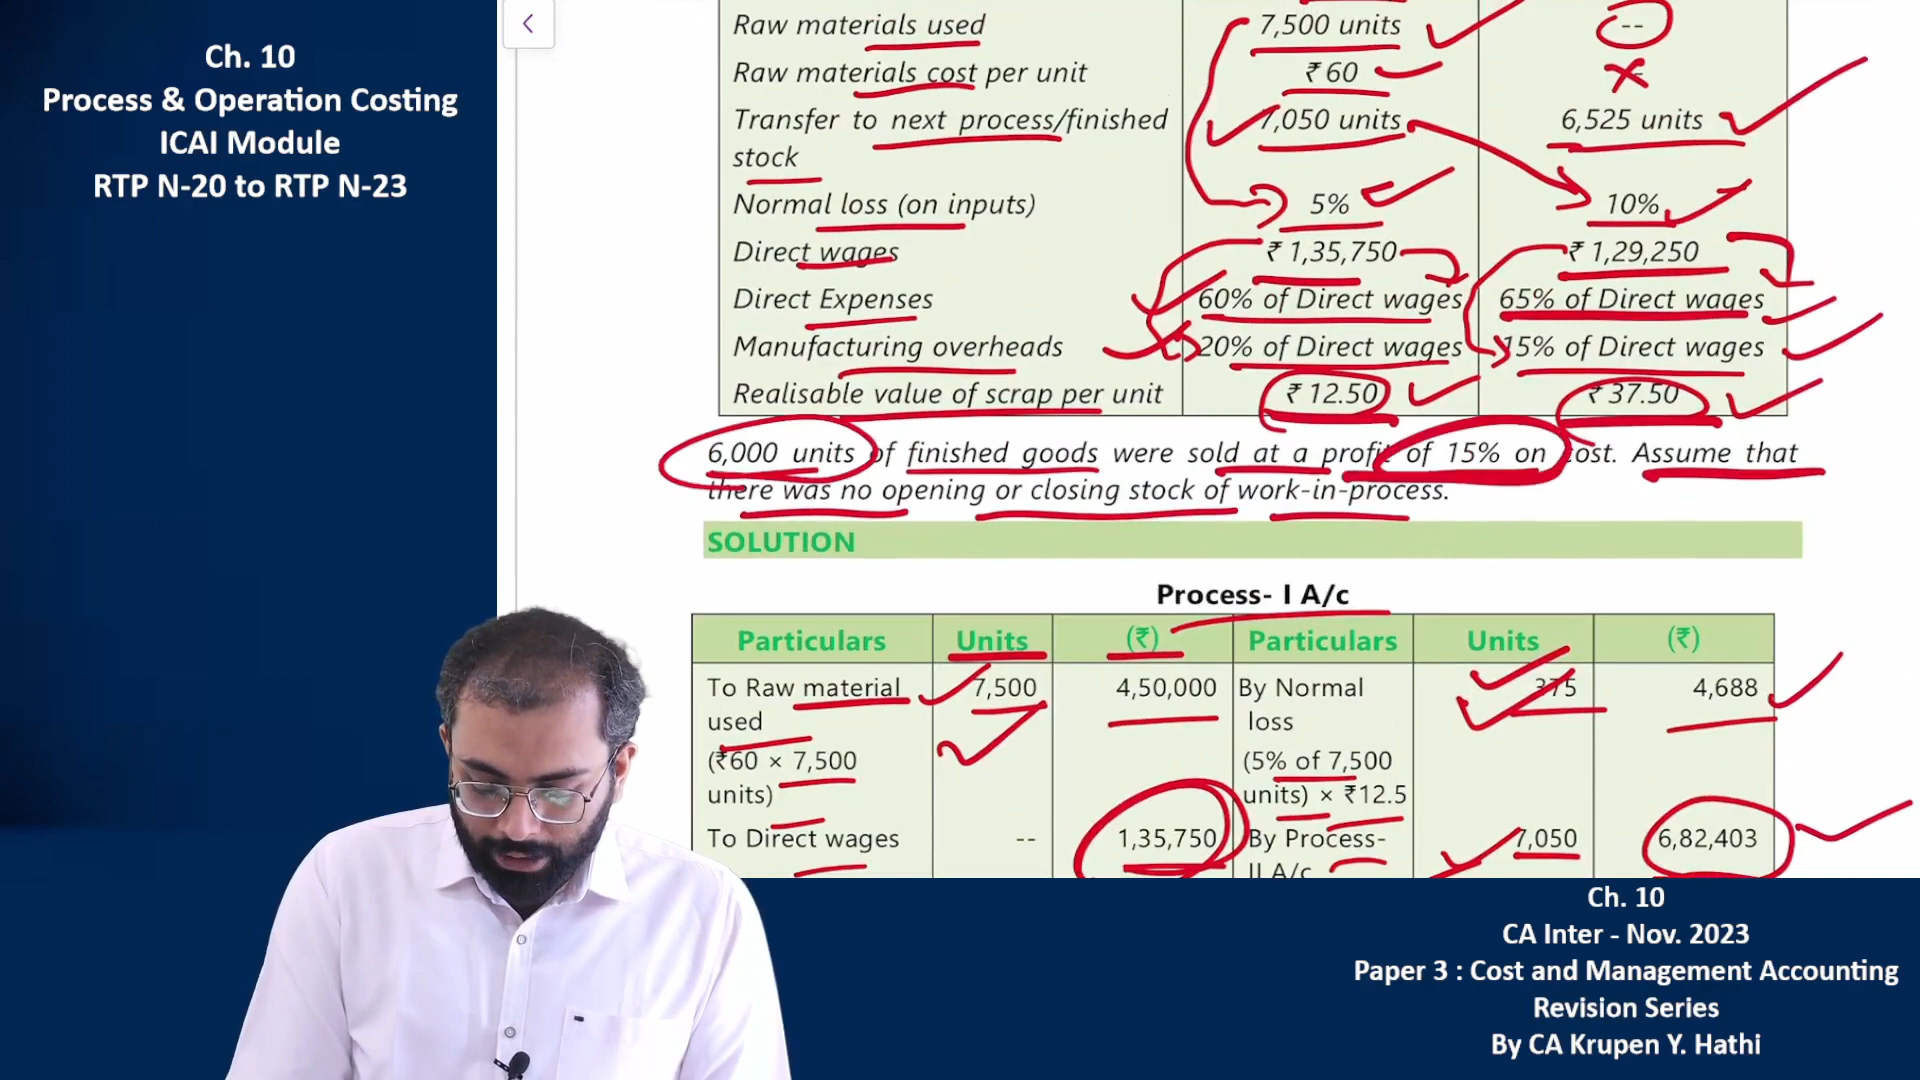 Ch. 10
Process & Operation Costing
ICAI Module
RTP N-20 to RTP N-23
Raw materials used 7,500 units --
Raw materials cost per unit ₹ 60
Transfer to next process/finished 7,050 units 6,525 units
stock
Normal loss (on inputs) 5% 10%
Direct wages ₹ 1,35,750 ₹ 1,29,250
Direct Expenses 60% of Direct wages 65% of Direct wages
Manufacturing overheads 20% of Direct wages 15% of Direct wages
Realisable value of scrap per unit ₹ 12.50 ₹ 37.50
6,000 units of finished goods were sold at a profit of 15% on cost. Assume that
there was no opening or closing stock of work-in-process.
SOLUTION
Process- I A/c
Particulars Units (₹) Particulars Units (₹)
To Raw material 7,500 4,50,000 By Normal 375 4,688
used loss
(₹60 × 7,500 (5% of 7,500
units) units) × ₹12.5
To Direct wages -- 1,35,750 By Process- 7,050 6,82,403
II A/c
Ch. 10
CA Inter - Nov. 2023
Paper 3 : Cost and Management Accounting
Revision Series
By CA Krupen Y. Hathi